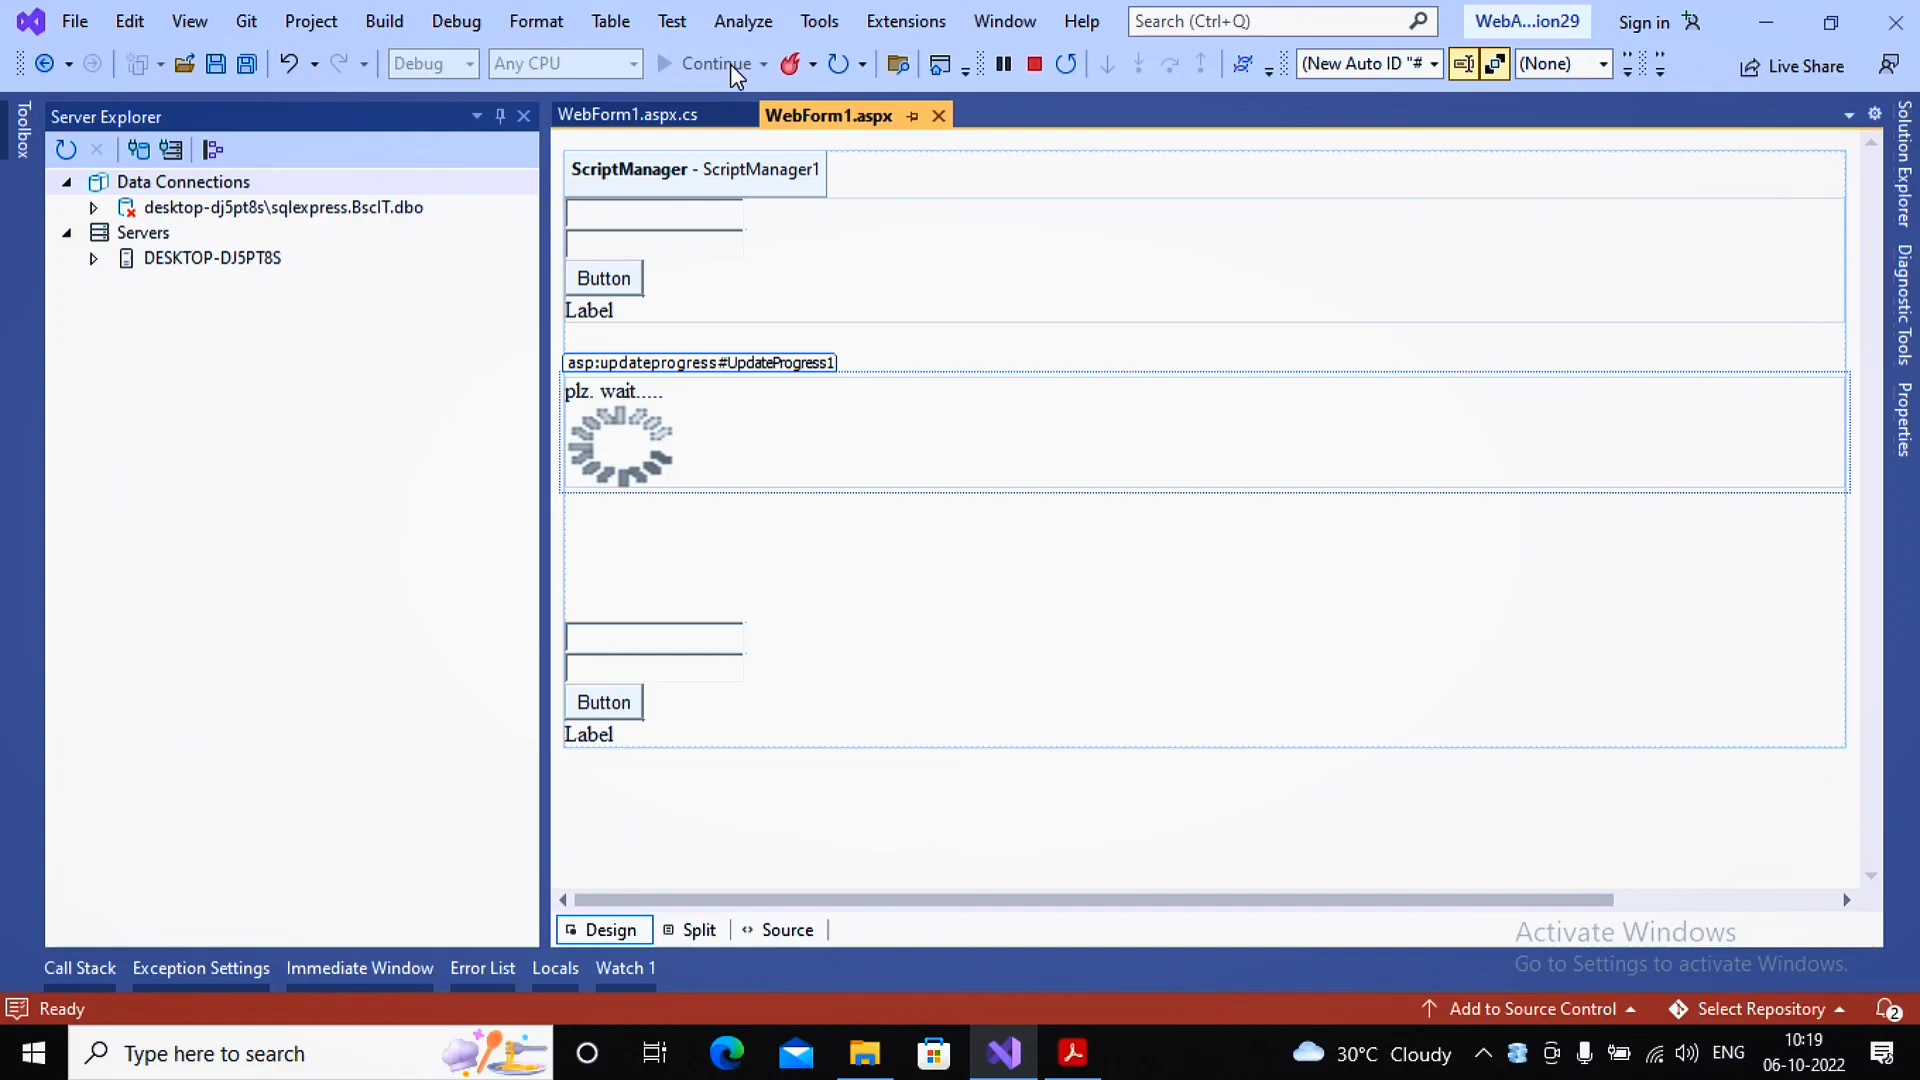 File Edit View Git Project Build Debug Format Table Test Analyze Tools Extensions Window Help Search (Ctrl+Q) WebA...ion29 Sign in
Debug Any CPU Continue (New Auto ID "# (None) Live Share
Toolbox
Server Explorer
Data Connections
desktop-dj5pt8s\sqlexpress.BscIT.dbo
Servers
DESKTOP-DJ5PT8S
WebForm1.aspx.cs WebForm1.aspx
ScriptManager - ScriptManager1
Button
Label
asp:updateprogress#UpdateProgress1
plz. wait.....
Button
Label
Solution Explorer
Diagnostic Tools
Properties
Design Split Source
Activate Windows
Go to Settings to activate Windows.
Call Stack Exception Settings Immediate Window Error List Locals Watch 1
Ready Add to Source Control Select Repository 2
Type here to search 30°C Cloudy ENG 10:19
06-10-2022